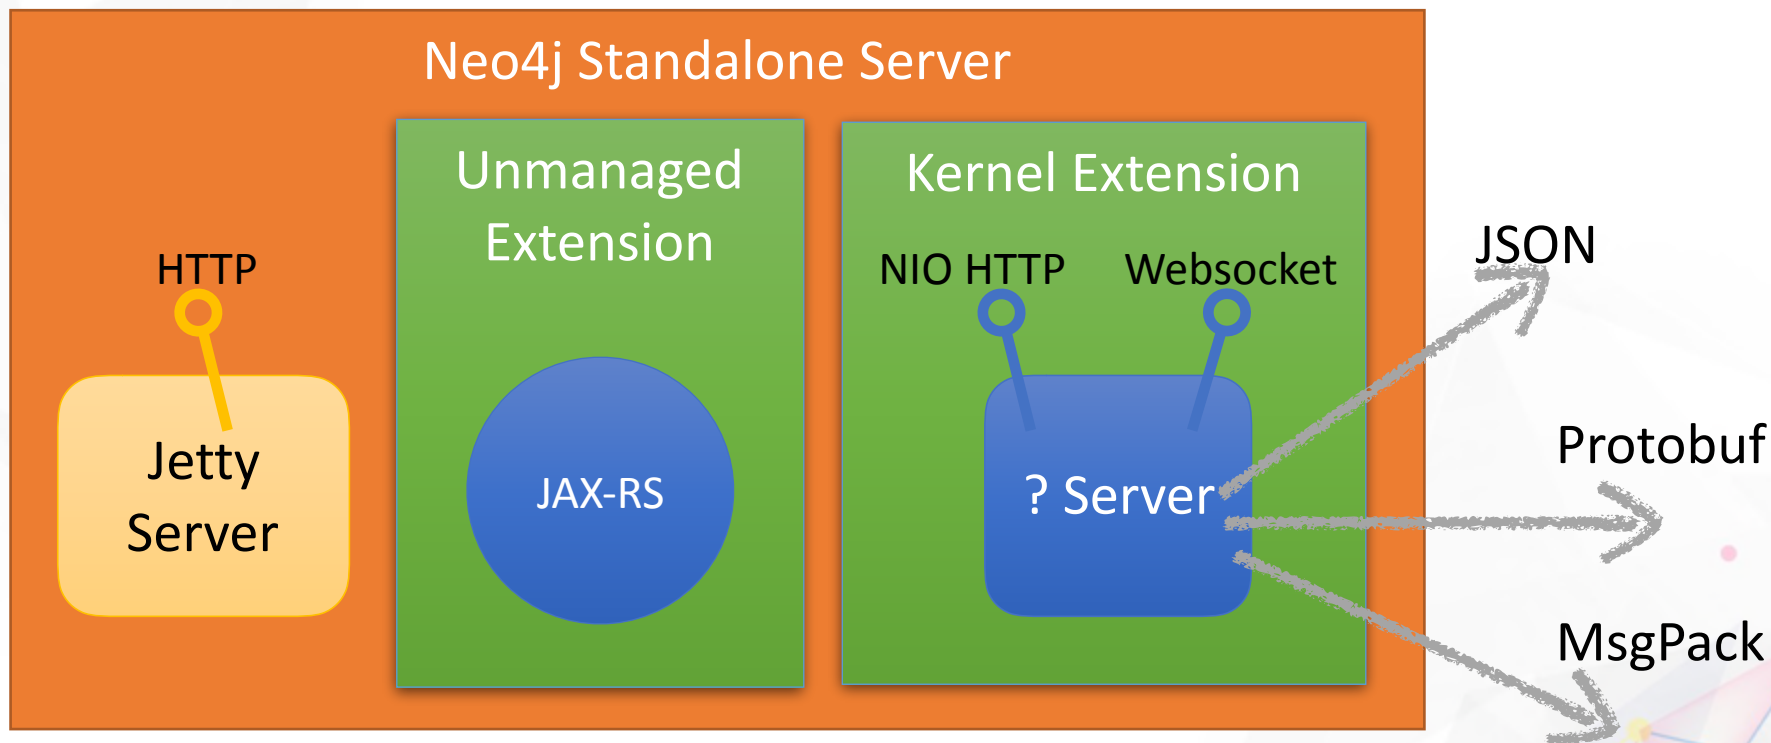 Neo4j Standalone Server
Unmanaged
Extension
Kernel Extension
HTTP
NIO HTTP
Websocket
JSON
Jetty
Server
JAX-RS
? Server
Protobuf
MsgPack